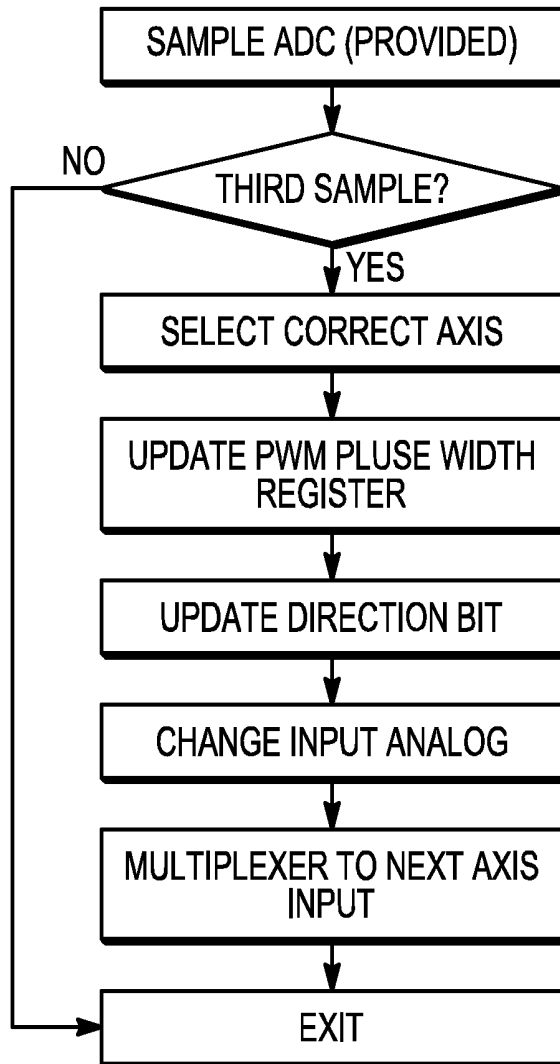 SAMPLE ADC (PROVIDED)
NO
THIRD SAMPLE?
YES
SELECT CORRECT AXIS
UPDATE PWM PLUSE WIDTH
REGISTER
UPDATE DIRECTION BIT
CHANGE INPUT ANALOG
MULTIPLEXER TO NEXT AXIS
INPUT
EXIT